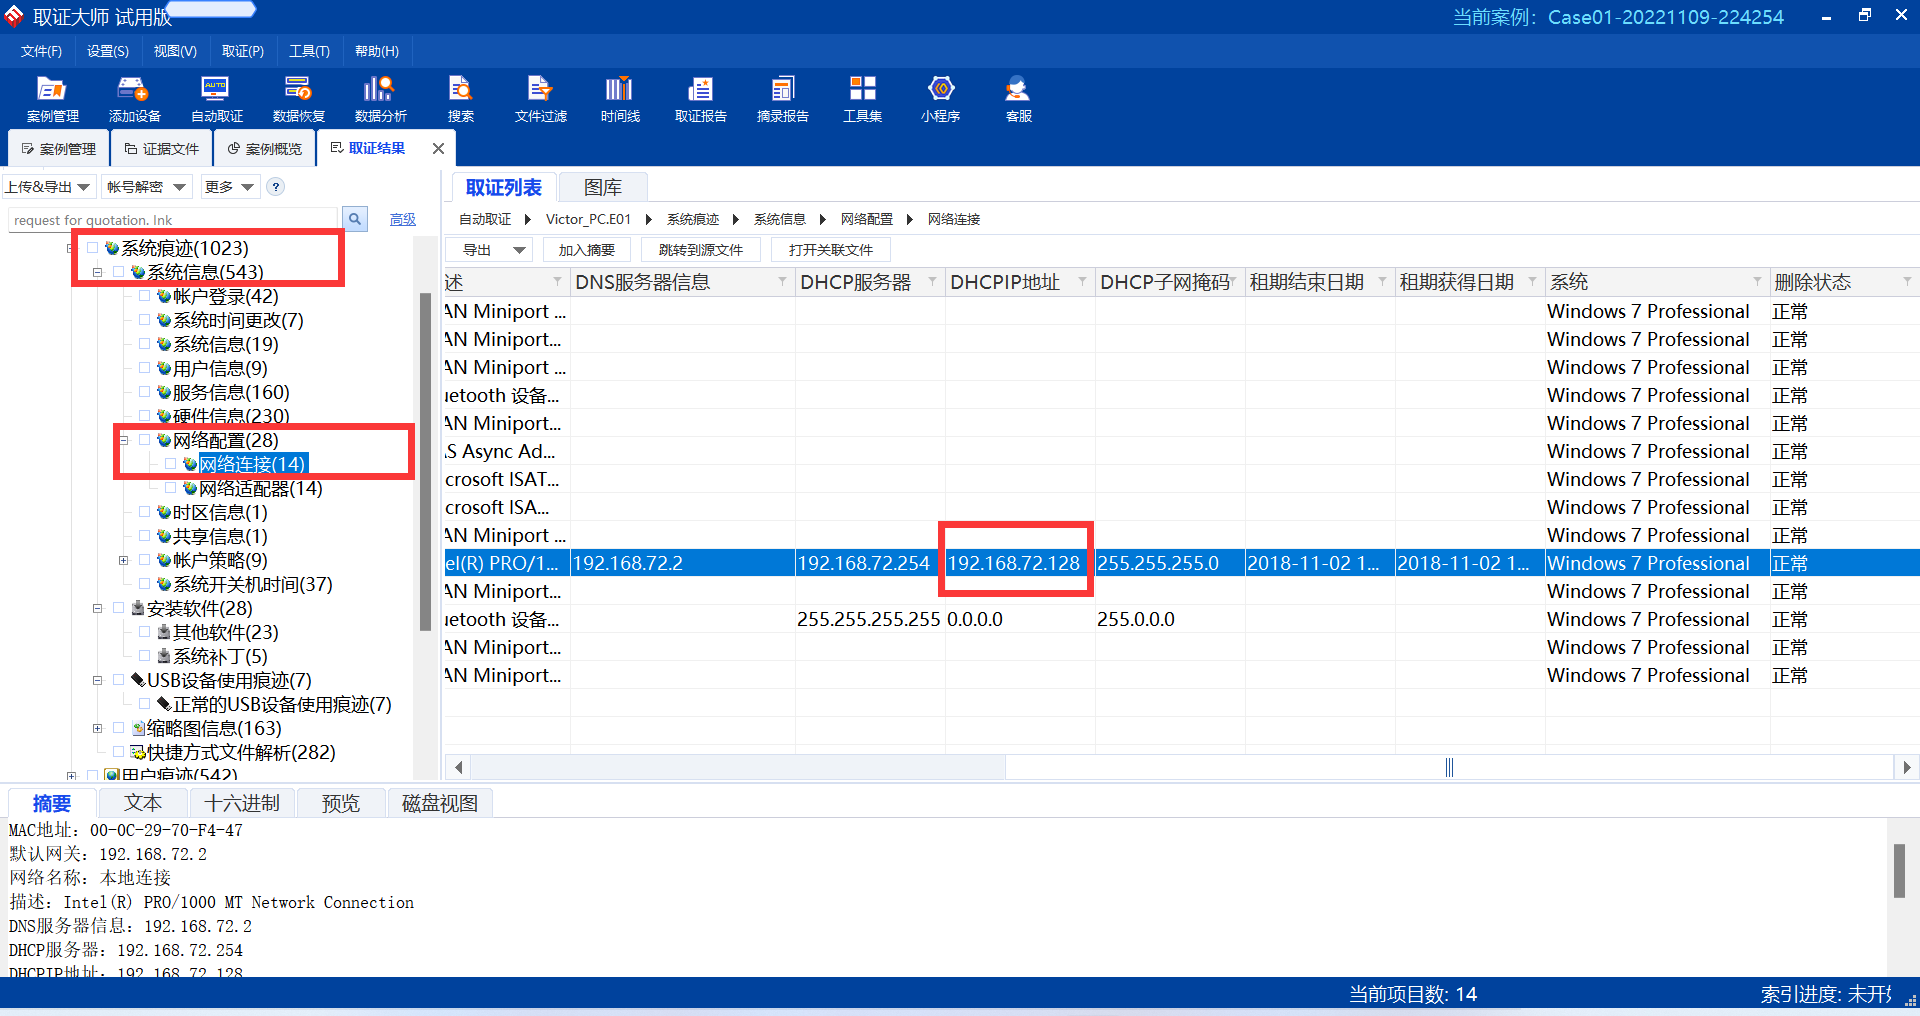 取证大师 试用版
当前案例: Case01-20221109-224254
文件(F) 设置(S) 视图(V) 取证(P) 工具(T) 帮助(H)
案例管理 添加设备 自动取证 数据恢复 数据分析 搜索 文件过滤 时间线 取证报告 摘录报告 工具集 小程序 客服
案例管理 证据文件 案例概览 取证结果
上传&导出 帐号解密 更多 ?
request for quotation. lnk 高级
系统痕迹(1023)
系统信息(543)
帐户登录(42)
系统时间更改(7)
系统信息(19)
用户信息(9)
服务信息(160)
硬件信息(230)
网络配置(28)
网络连接(14)
网络适配器(14)
时区信息(1)
共享信息(1)
帐户策略(9)
系统开关机时间(37)
安装软件(28)
其他软件(23)
系统补丁(5)
USB设备使用痕迹(7)
正常的USB设备使用痕迹(7)
缩略图信息(163)
快捷方式文件解析(282)
用户痕迹(542)
取证列表 图库
自动取证 Victor_PC.E01 系统痕迹 系统信息 网络配置 网络连接
导出 加入摘要 跳转到源文件 打开关联文件
述 DNS服务器信息 DHCP服务器 DHCPIP地址 DHCP子网掩码 租期结束日期 租期获得日期 系统 删除状态
AN Miniport ... Windows 7 Professional 正常
AN Miniport... Windows 7 Professional 正常
AN Miniport... Windows 7 Professional 正常
uetooth 设备... Windows 7 Professional 正常
AN Miniport... Windows 7 Professional 正常
AS Async Ad... Windows 7 Professional 正常
crosoft ISAT... Windows 7 Professional 正常
crosoft ISA... Windows 7 Professional 正常
AN Miniport ... Windows 7 Professional 正常
el(R) PRO/1... 192.168.72.2 192.168.72.254 192.168.72.128 255.255.255.0 2018-11-02 1... 2018-11-02 1... Windows 7 Professional 正常
AN Miniport... Windows 7 Professional 正常
uetooth 设备... 255.255.255.255 0.0.0.0 255.0.0.0 Windows 7 Professional 正常
AN Miniport... Windows 7 Professional 正常
AN Miniport... Windows 7 Professional 正常
摘要 文本 十六进制 预览 磁盘视图
MAC地址: 00-0C-29-70-F4-47
默认网关: 192.168.72.2
网络名称: 本地连接
描述: Intel(R) PRO/1000 MT Network Connection
DNS服务器信息: 192.168.72.2
DHCP服务器: 192.168.72.254
DHCPIP地址: 192.168.72.128
当前项目数: 14
索引进度: 未开